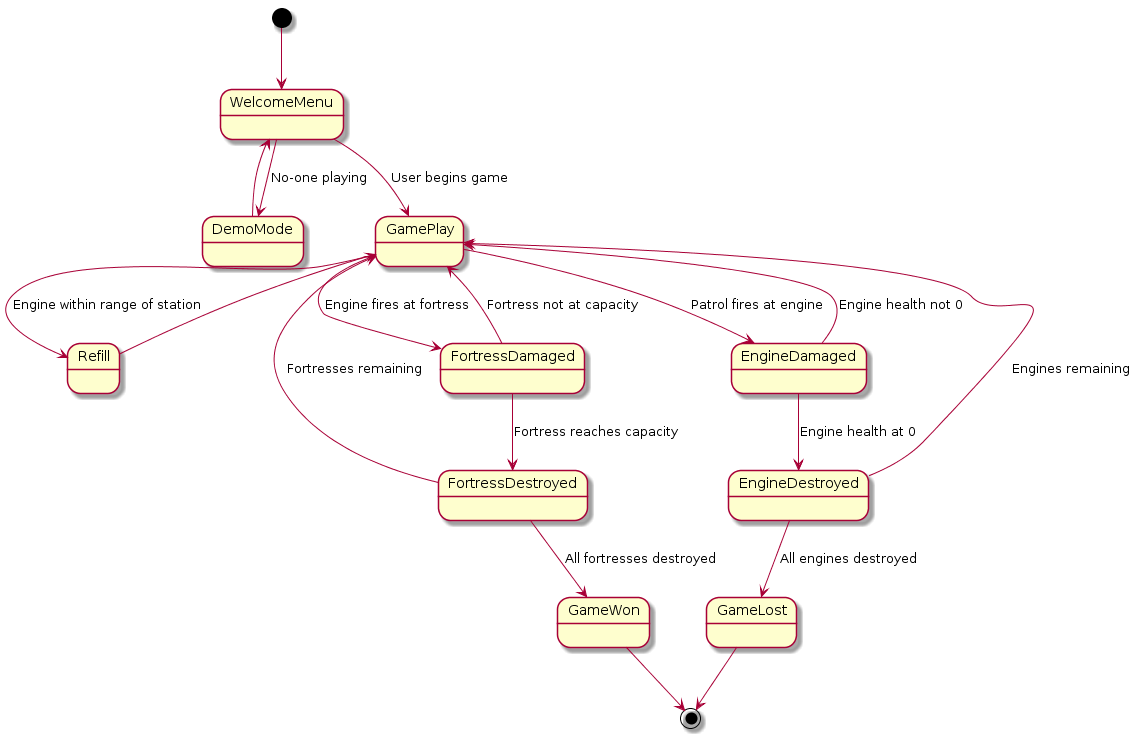 WelcomeMenu
No-one playing
User begins game
DemoMode
GamePlay
Engine within range of station
Engine fires at fortress
Fortress not at capacity
Patrol fires at engine
Engine health not 0
Refill
FortressDamaged
EngineDamaged
Fortresses remaining
Engines remaining
Fortress reaches capacity
Engine health at 0
FortressDestroyed
EngineDestroyed
All fortresses destroyed
All engines destroyed
GameWon
GameLost